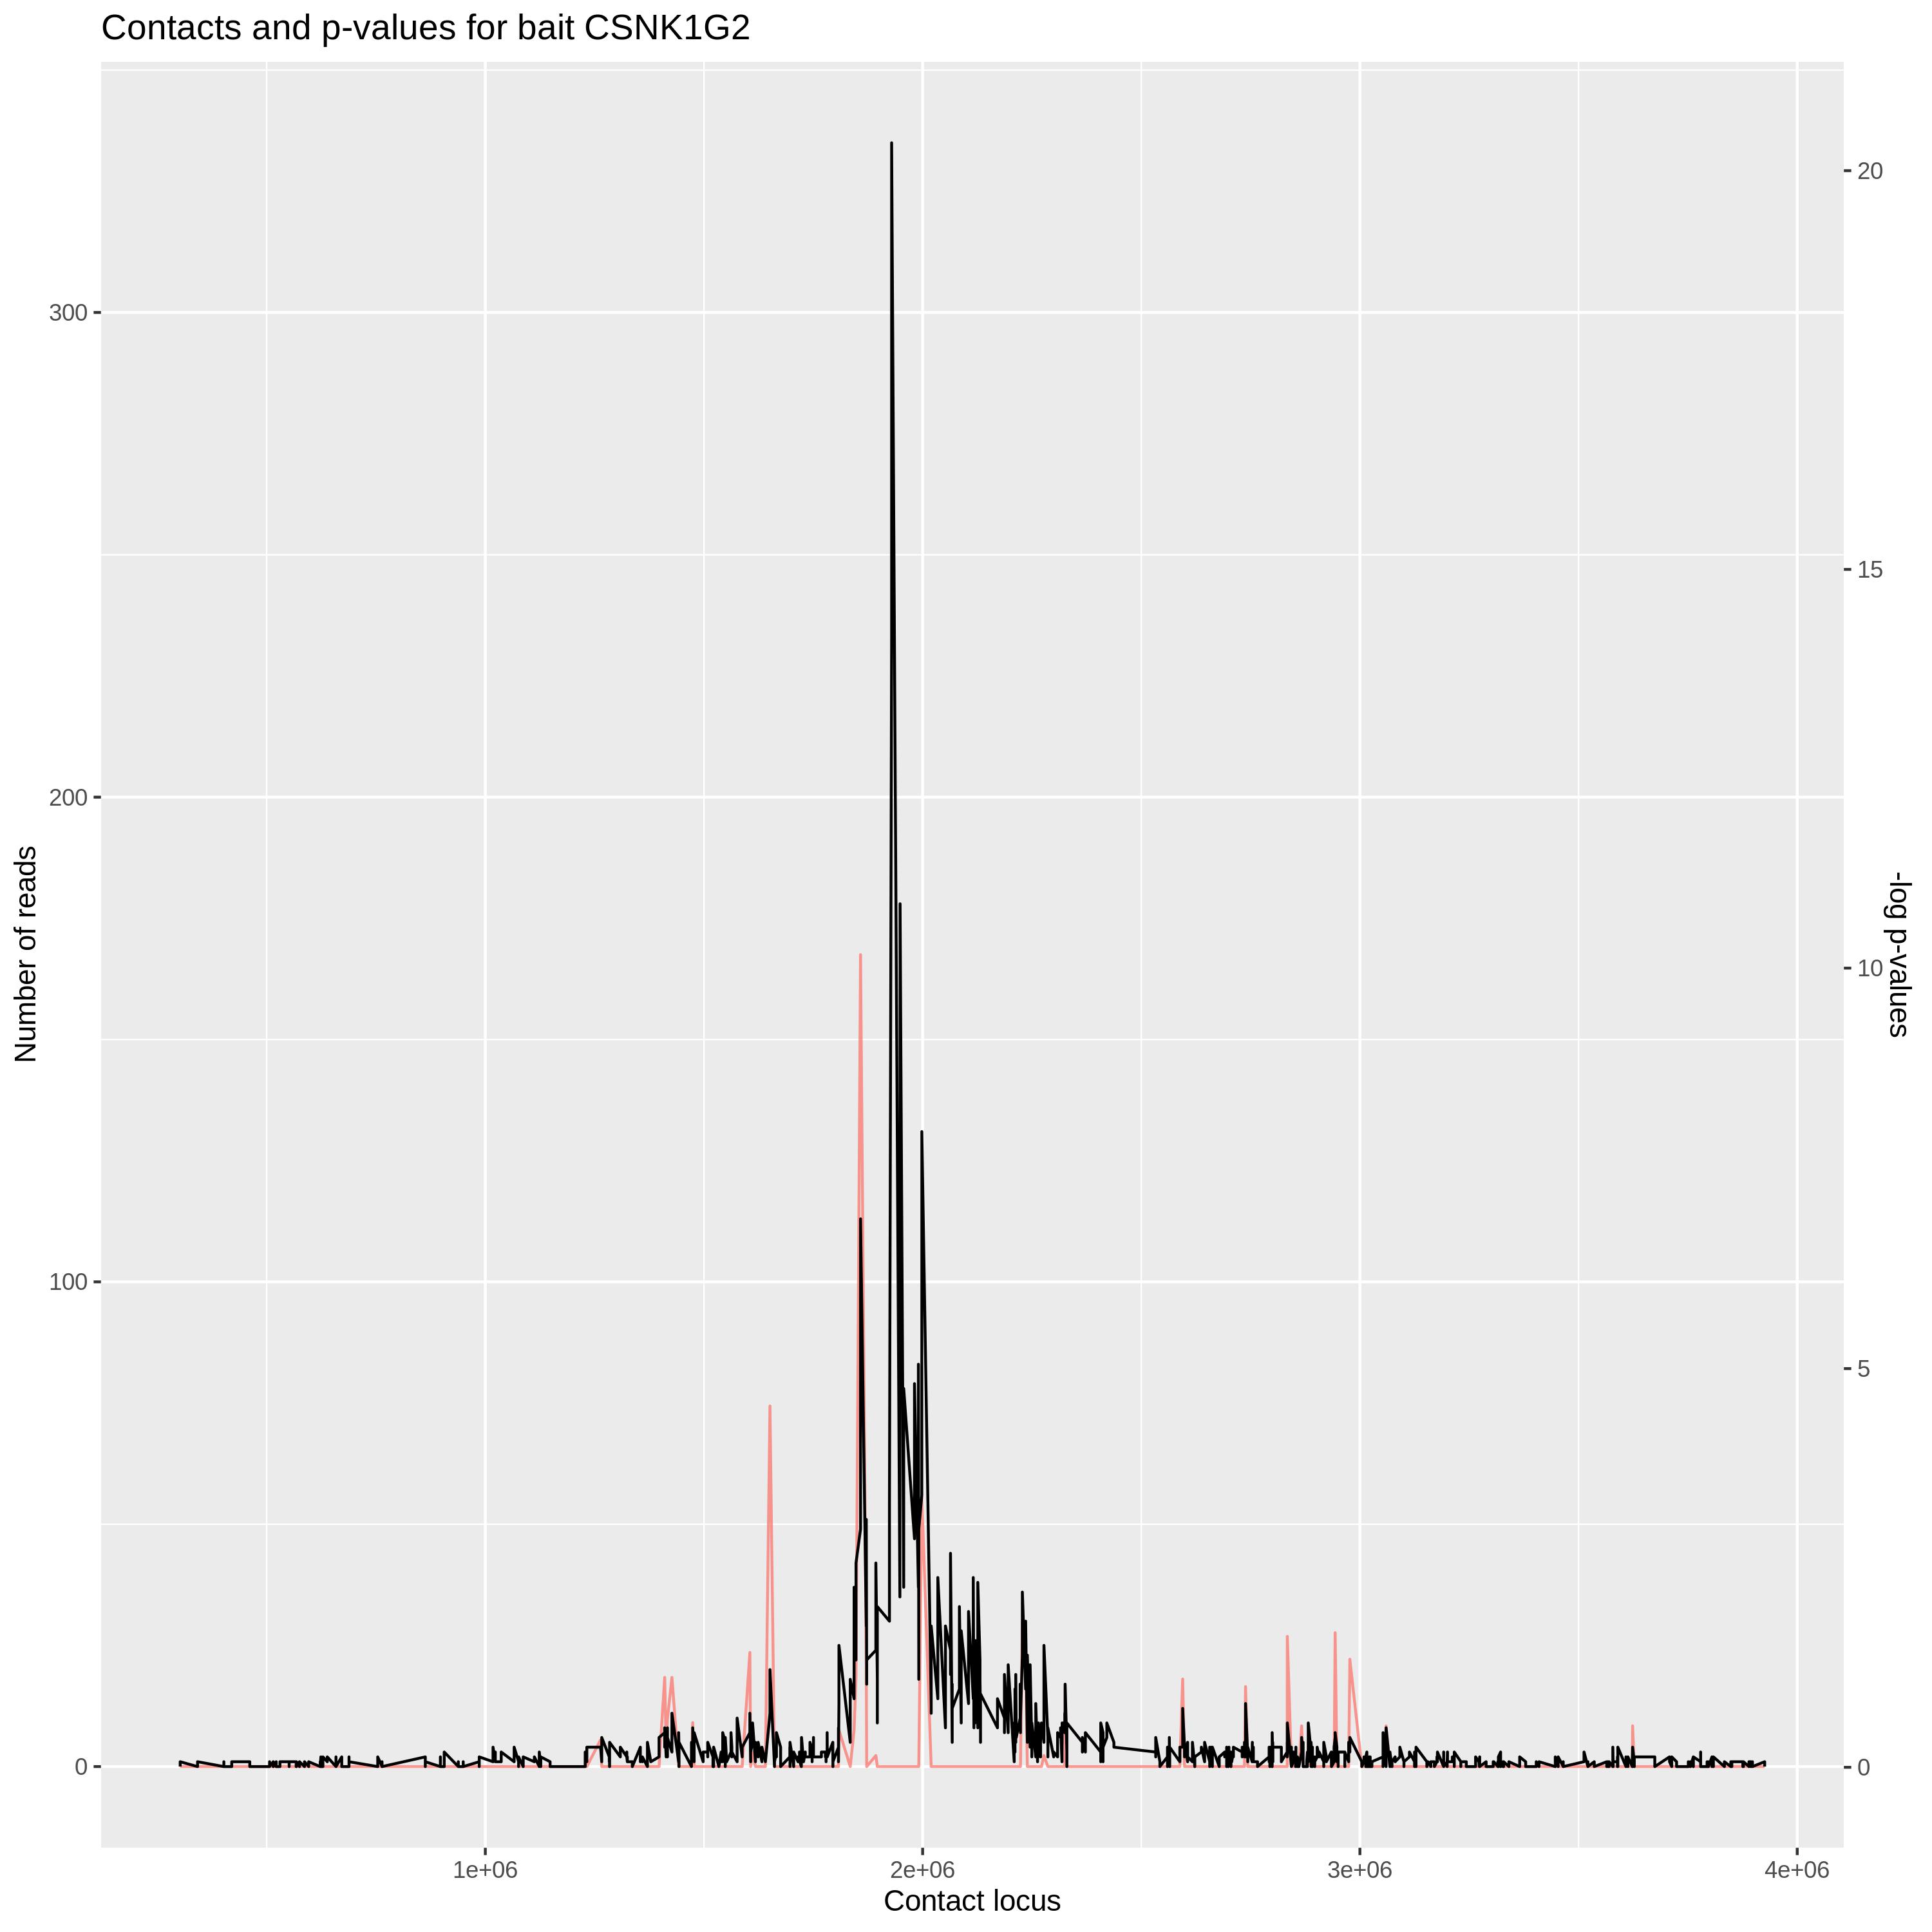 Contacts and p-values for bait CSNK1G2
Number of reads
300
200
100
0
20
15
10
5
0
-log p-values
1e+06
2e+06
3e+06
4e+06
Contact locus